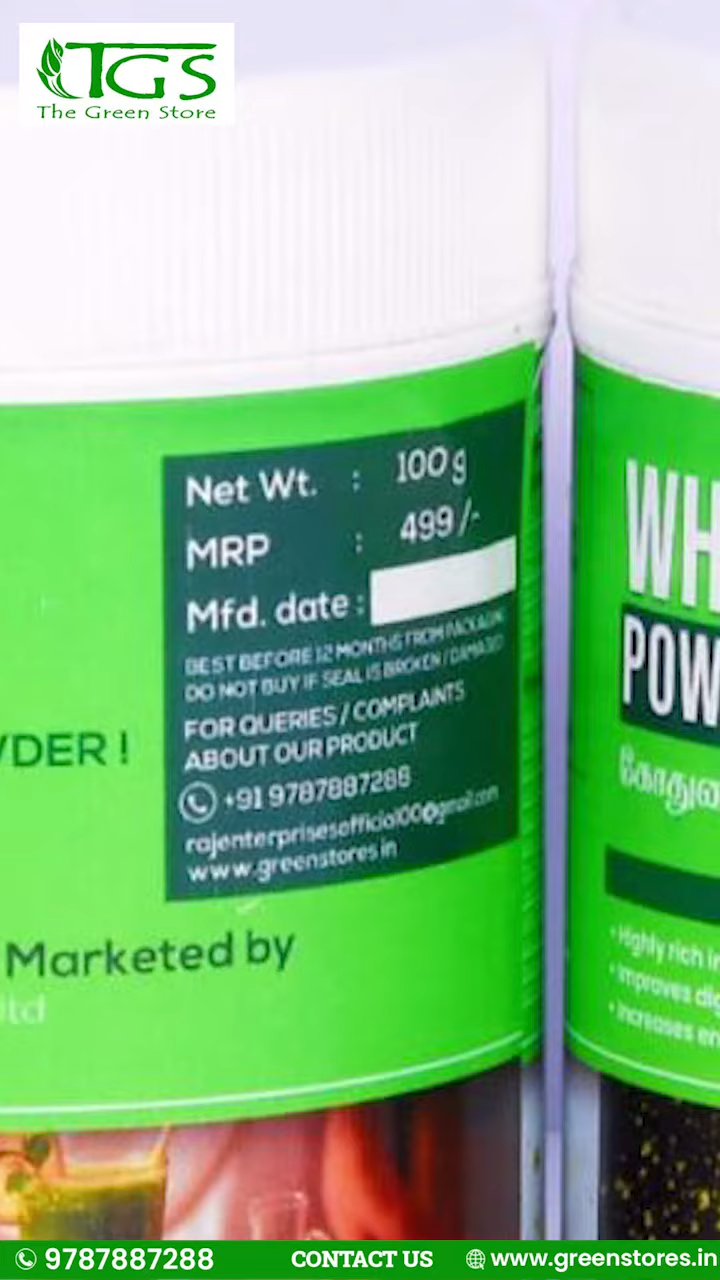 TGS
The Green Store
Net Wt. : 100 g
MRP : 499 /-
Mfd. date :
BEST BEFORE 12 MONTHS FROM PACKAGING
DO NOT BUY IF SEAL IS BROKEN / DAMAGED
FOR QUERIES / COMPLAINTS
ABOUT OUR PRODUCT
+91 9787887288
rajenterprisesofficial00@gmail.com
www.greenstores.in
WDER !
Marketed by
ltd
WH
POW
கோதுமை
• Highly rich in
• Improves dig
• Increases en
9787887288 CONTACT US www.greenstores.in